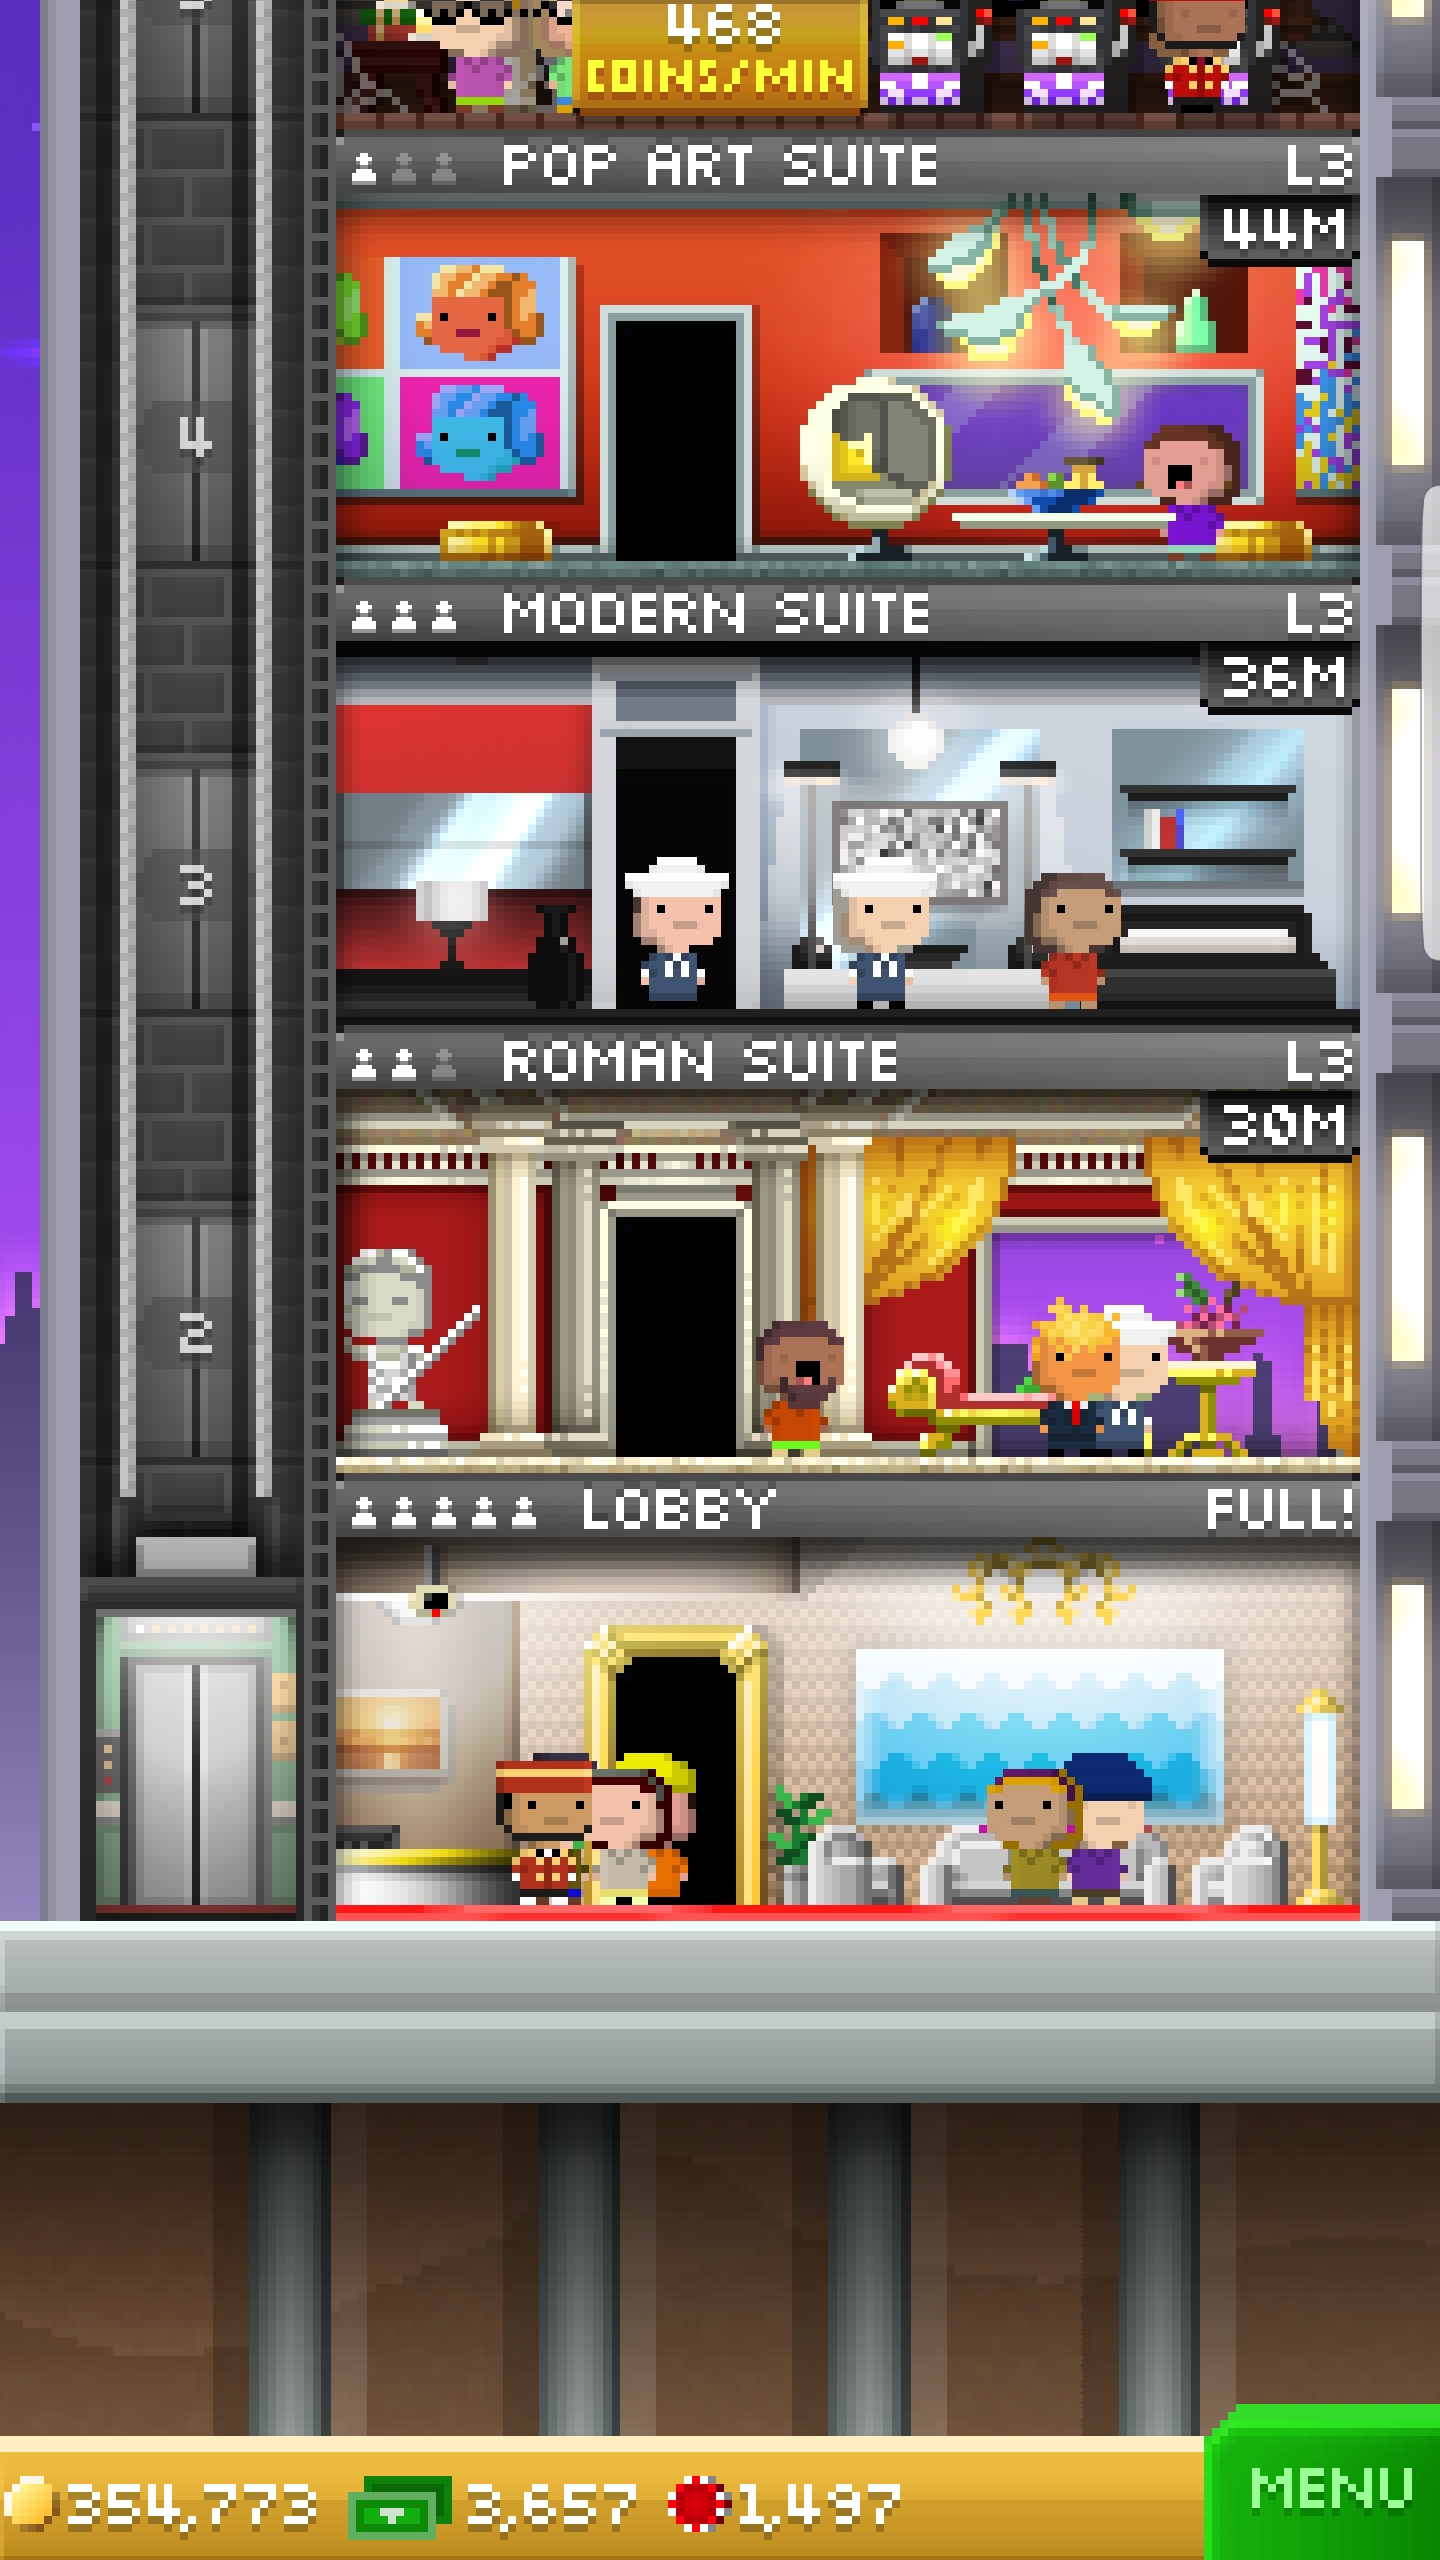 468
COINS/MIN
POP ART SUITE L3
44M
4
MODERN SUITE L3
36M
3
ROMAN SUITE L3
30M
2
LOBBY FULL!
354,773 3,657 1,497 MENU